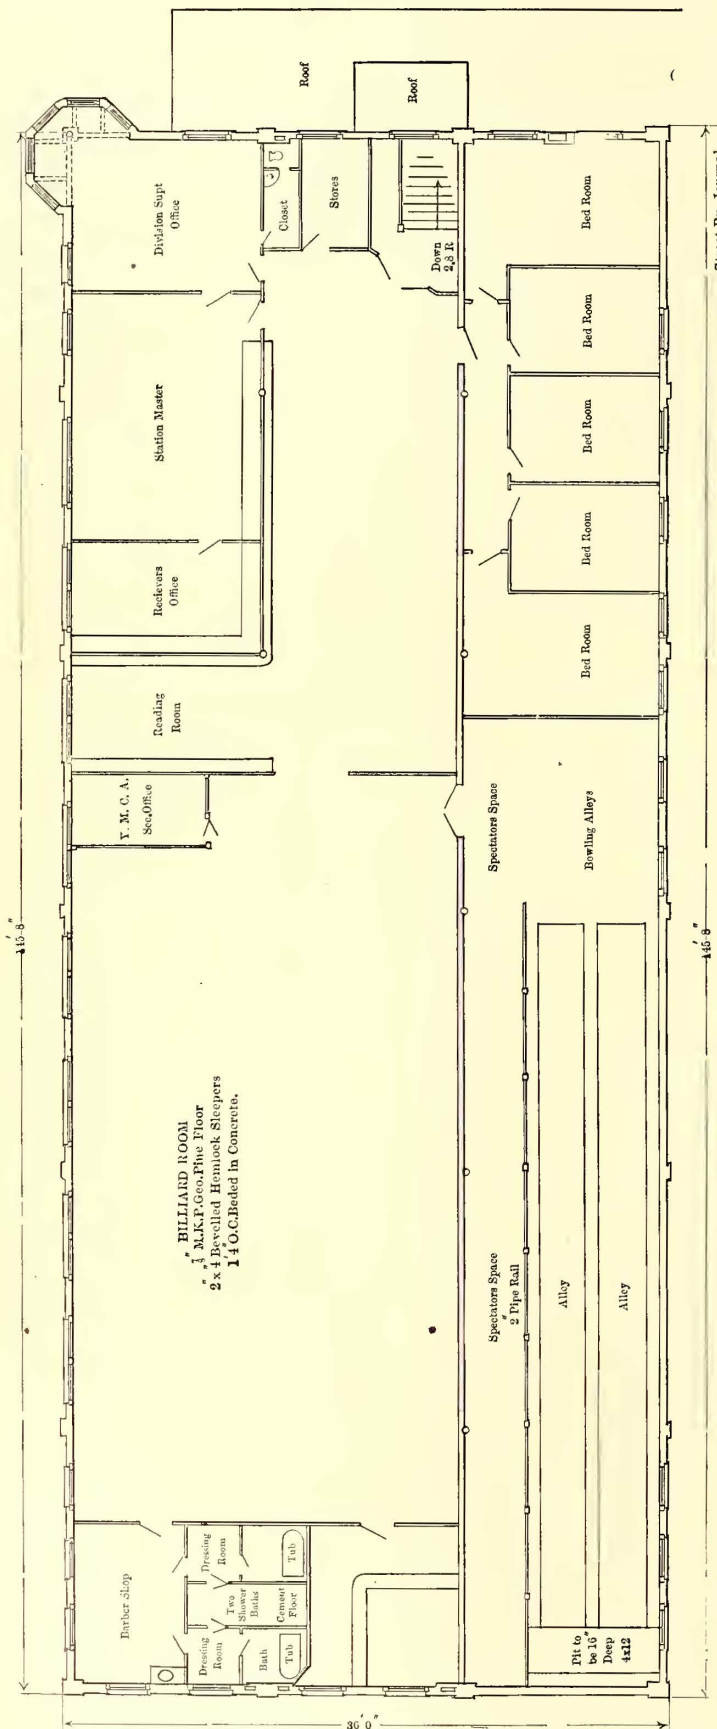 Roof
Roof
Division Supt
Office
Closet
Stores
Down
2.8 R
Bed Room
Station Master
Bed Room
Bed Room
Recievers
Office
Bed Room
Reading
Room
Bed Room
Y. M. C. A.
Sec. Office
Spectators Space
Bowling Alleys
145'-8"
145'-8"
"BILLIARD ROOM
M.K.P.Geo.Pine Floor
2 x 4 Bevelled Hemlock Sleepers
1'4" O.C.Beded in Concrete.
Spectators Space
2" Pipe Rail
Alley
Alley
Barber Shop
Dressing
Room
Tub
Two
Shower
Baths
Cement
Floor
Dressing
Room
Bath
Tub
Pit to
be 16"
Deep
4x12
36'0"